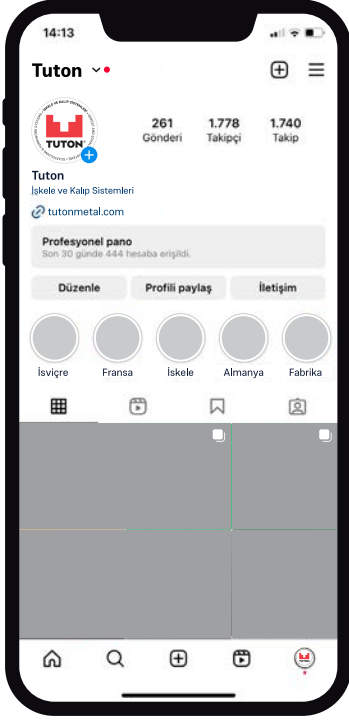 14:13
Tuton
TUTON
261 1.778 1.740
Gönderi Takipçi Takip
Tuton
İskele ve Kalıp Sistemleri
tutonmetal.com
Profesyonel pano
Son 30 günde 444 hesaba erişildi.
Düzenle Profili paylaş İletişim
İsviçre Fransa İskele Almanya Fabrika